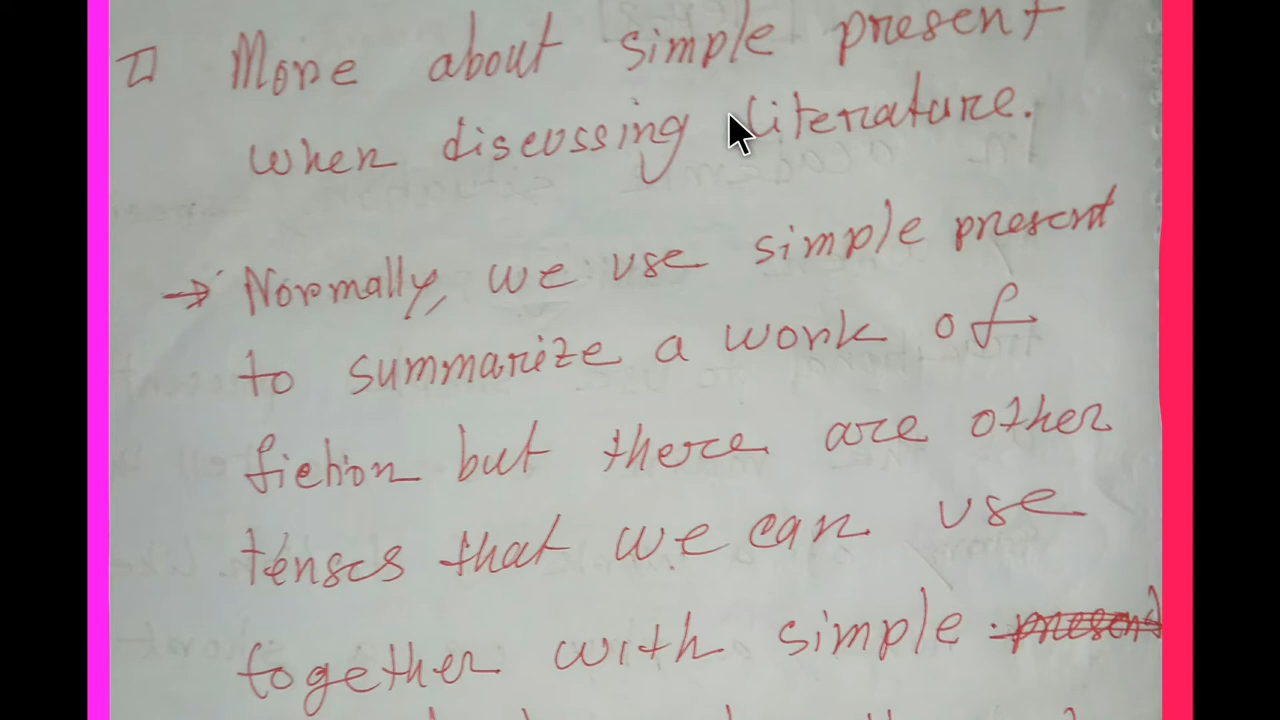 More about simple present
when discussing literature.
→ Normally, we use simple present
to summarize a work of
fiction but there are other
tenses that we can use
together with simple present